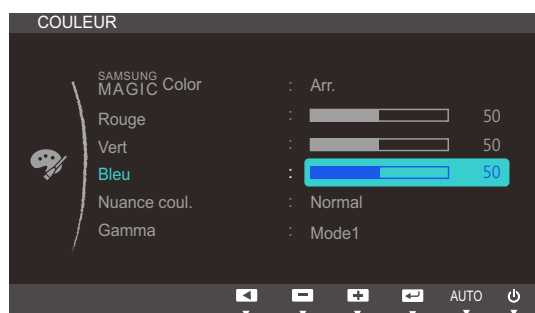 COULEUR
SAMSUNG MAGIC Color : Arr.
Rouge : 50
Vert : 50
Bleu : 50
Nuance coul. : Normal
Gamma : Mode1
AUTO